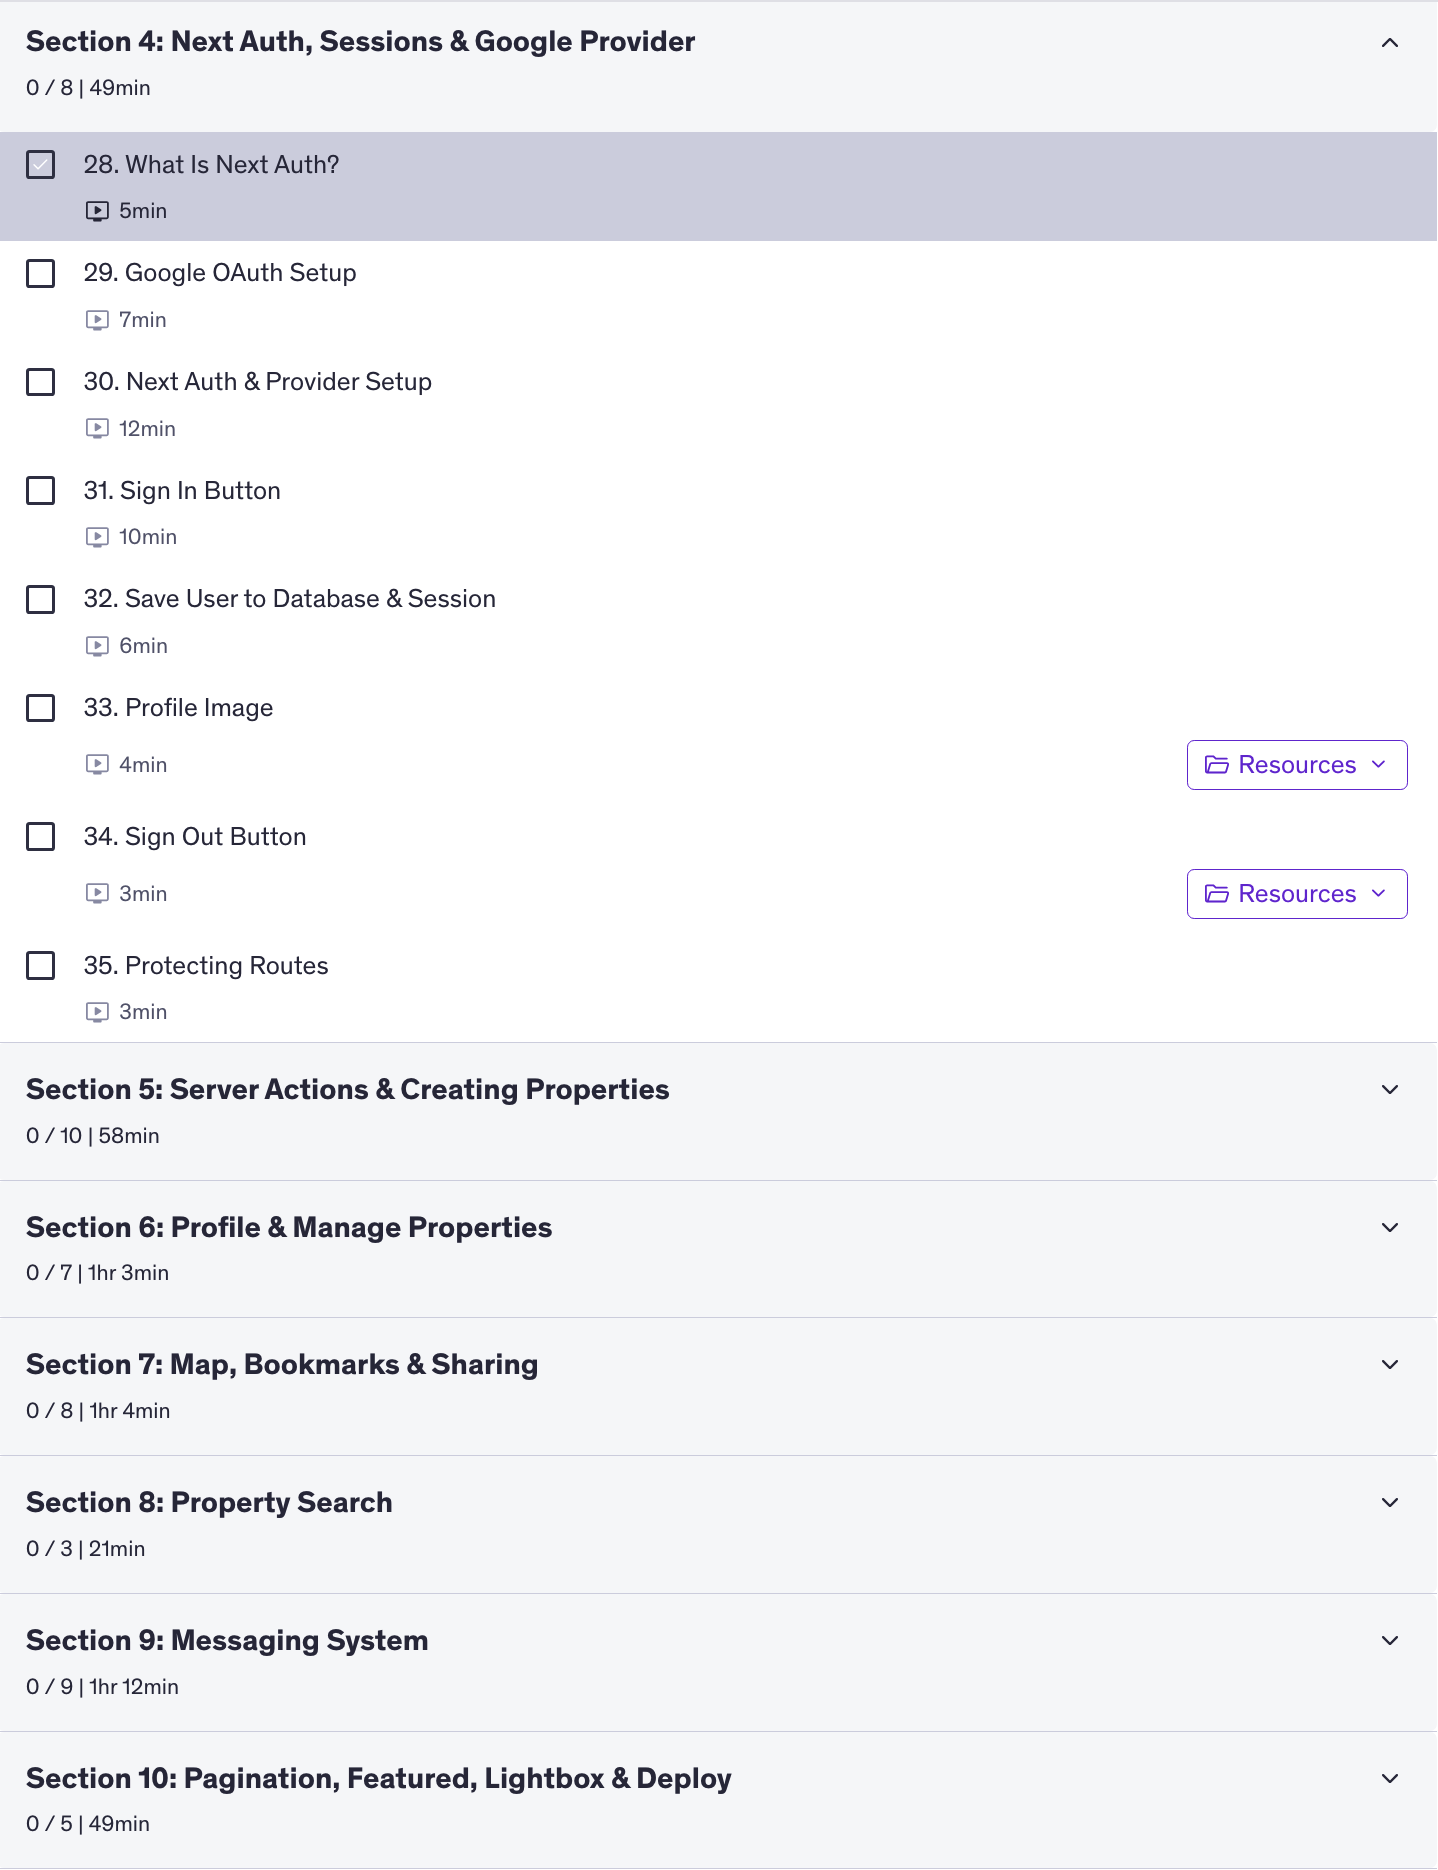 Section 4: Next Auth, Sessions & Google Provider
0 / 8 | 49min
28. What Is Next Auth?
5min
29. Google OAuth Setup
7min
30. Next Auth & Provider Setup
12min
31. Sign In Button
10min
32. Save User to Database & Session
6min
33. Profile Image
4min
Resources
34. Sign Out Button
3min
Resources
35. Protecting Routes
3min
Section 5: Server Actions & Creating Properties
0 / 10 | 58min
Section 6: Profile & Manage Properties
0 / 7 | 1hr 3min
Section 7: Map, Bookmarks & Sharing
0 / 8 | 1hr 4min
Section 8: Property Search
0 / 3 | 21min
Section 9: Messaging System
0 / 9 | 1hr 12min
Section 10: Pagination, Featured, Lightbox & Deploy
0 / 5 | 49min